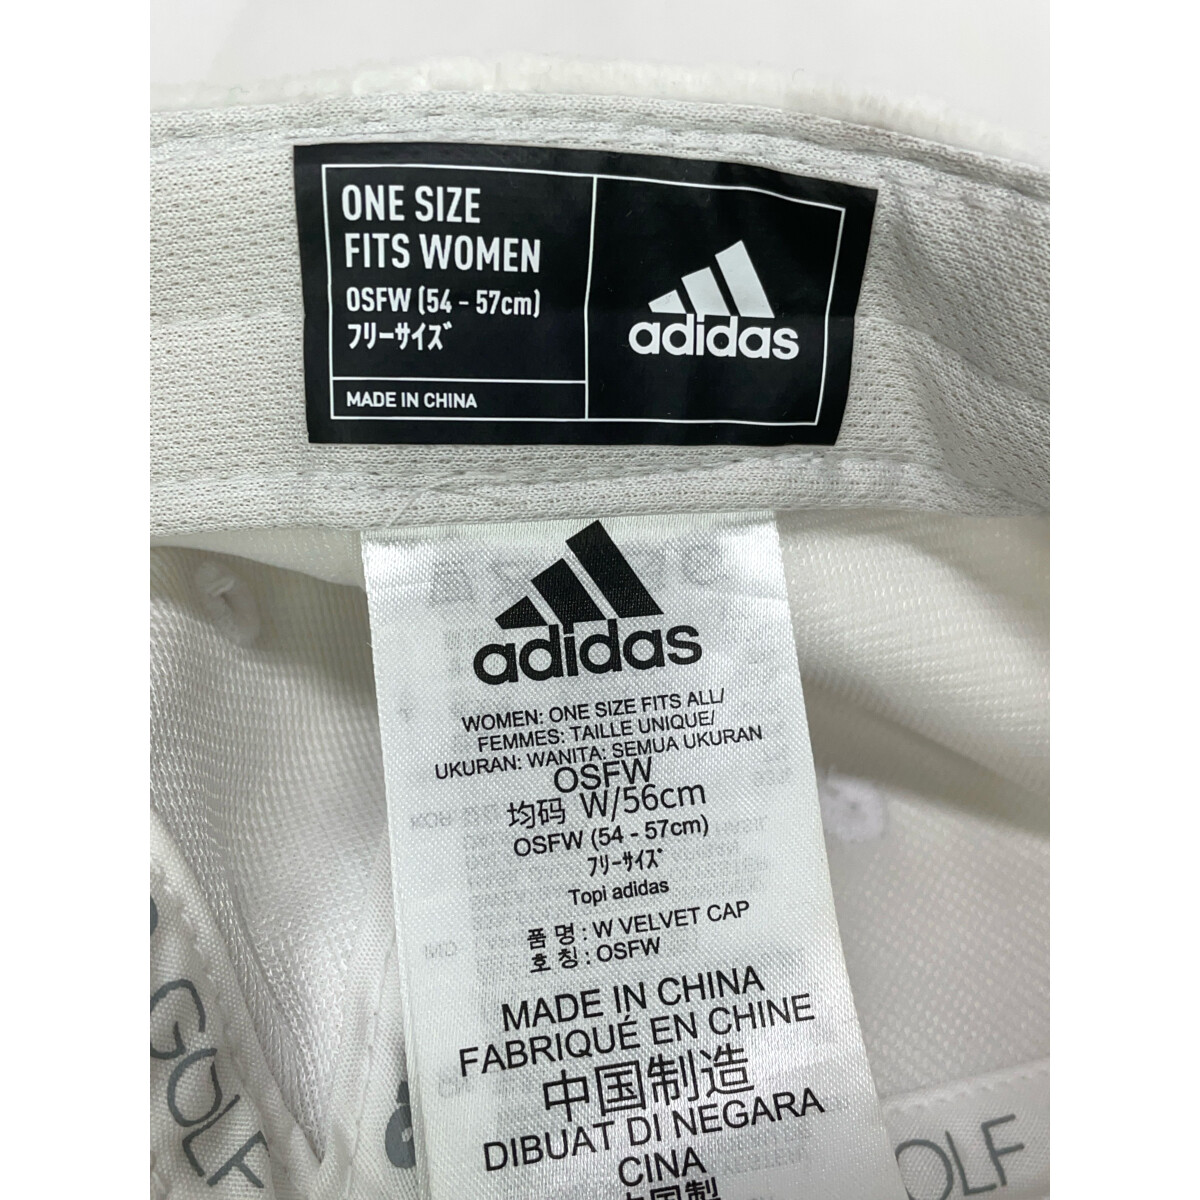 ONE SIZE
FITS WOMEN
OSFW (54 - 57cm)
フリーサイズ
MADE IN CHINA
adidas
adidas
WOMEN: ONE SIZE FITS ALL/
FEMMES: TAILLE UNIQUE/
UKURAN: WANITA: SEMUA UKURAN
OSFW
均码 W/56cm
OSFW (54 - 57cm)
フリーサイズ
Topi adidas
품 명 : W VELVET CAP
호 칭 : OSFW
MADE IN CHINA
FABRIQUÉ EN CHINE
中国制造
DIBUAT DI NEGARA
CINA
中国製
GOLF
OLF